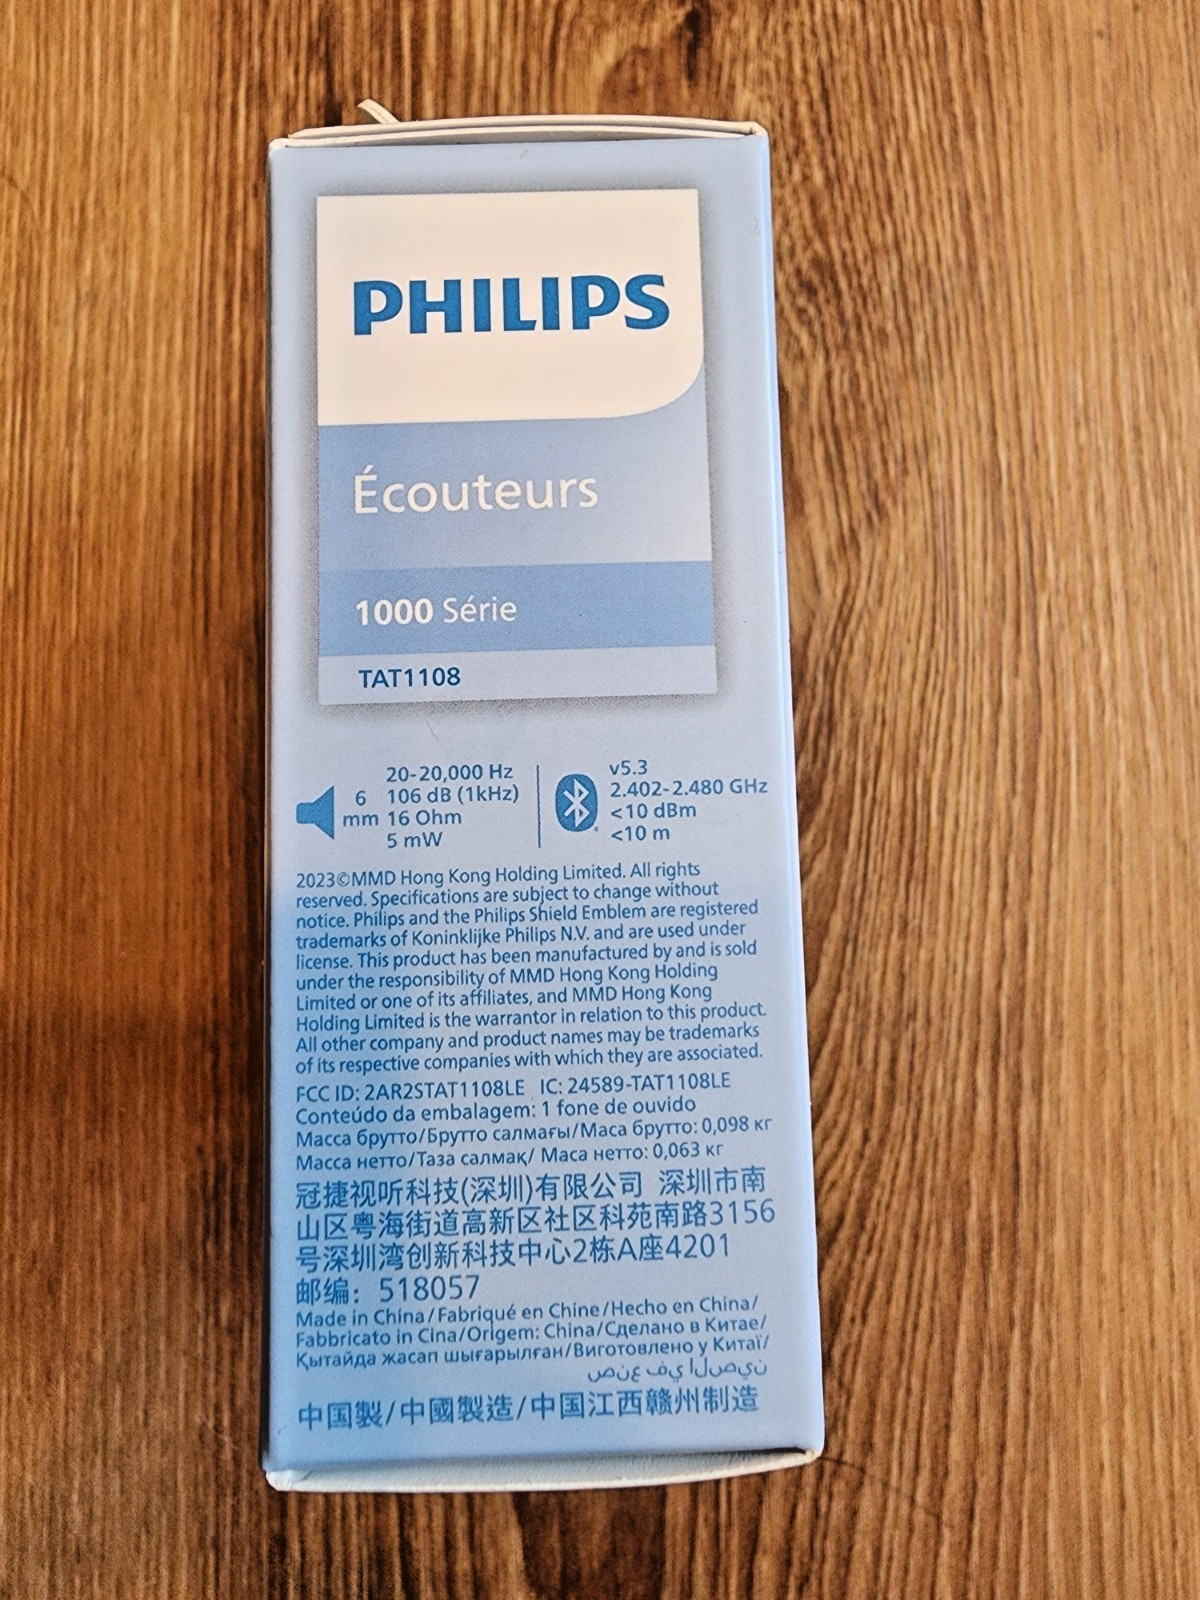 PHILIPS
Écouteurs
1000 Série
TAT1108
6 mm
20-20,000 Hz
106 dB (1kHz)
16 Ohm
5 mW
v5.3
2.402-2.480 GHz
<10 dBm
<10 m
2023©MMD Hong Kong Holding Limited. All rights
reserved. Specifications are subject to change without
notice. Philips and the Philips Shield Emblem are registered
trademarks of Koninklijke Philips N.V. and are used under
license. This product has been manufactured by and is sold
under the responsibility of MMD Hong Kong Holding
Limited or one of its affiliates, and MMD Hong Kong
Holding Limited is the warrantor in relation to this product.
All other company and product names may be trademarks
of its respective companies with which they are associated.
FCC ID: 2AR2STAT1108LE IC: 24589-TAT1108LE
Conteúdo da embalagem: 1 fone de ouvido
Масса брутто/Брутто салмағы/Маса брутто: 0,098 кг
Масса нетто/Таза салмақ/ Маса нетто: 0,063 кг
冠捷视听科技(深圳)有限公司 深圳市南
山区粤海街道高新区社区科苑南路3156
号深圳湾创新科技中心2栋A座4201
邮编：518057
Made in China/Fabriqué en Chine/Hecho en China/
Fabbricato in Cina/Origem: China/Сделано в Китае/
Қытайда жасап шығарылған/Виготовлено у Китаї/
صنع في الصين
中国製/中國製造/中国江西赣州制造